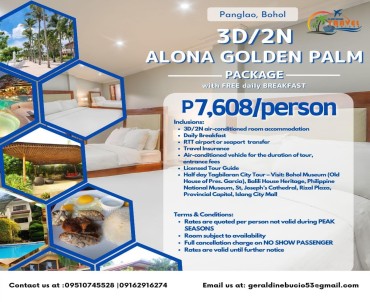 Panglao, Bohol
TRAVEL
3D/2N
ALONA GOLDEN PALM
PACKAGE
with FREE daily BREAKFAST
₱7,608/person
Inclusions:
• 3D/2N air-conditioned room accommodation
• Daily Breakfast
• RTT airport or seaport transfer
• Travel Insurance
• Air-conditioned vehicle for the duration of tour,
entrance fees
• Licensed Tour Guide
• Half day Tagbilaran City Tour – Visit: Bohol Museum (Old
House of Pres. Garcia), Balili House Heritage, Philippine
National Museum, St. Joseph's Cathedral, Rizal Plaza,
Provincial Capitol, Island City Mall
Terms & Conditions:
• Rates are quoted per person not valid during PEAK
SEASONS
• Room subject to availability
• Full cancellation charge on NO SHOW PASSENGER
• Rates are valid until further notice
Contact us at :09510745528 |09162916274
Email us at: geraldinebucio53@gmail.com